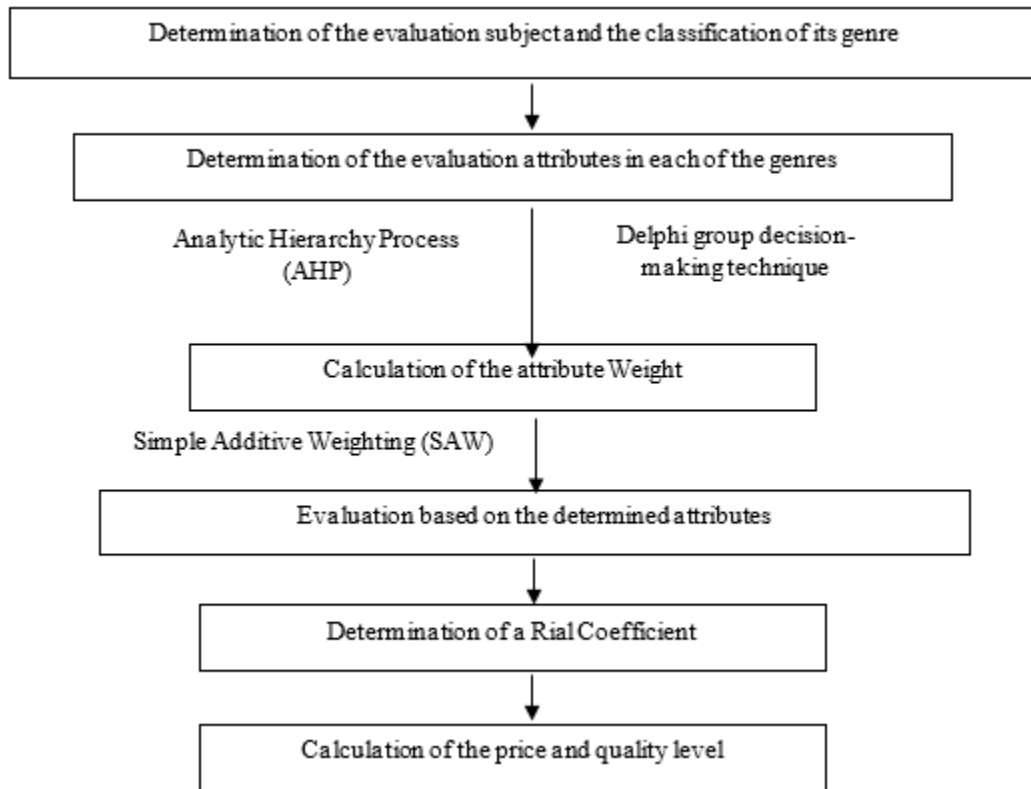 Determination of the evaluation subject and the classification of its genre
Determination of the evaluation attributes in each of the genres
Analytic Hierarchy Process
(AHP)
Delphi group decision-
making technique
Calculation of the attribute Weight
Simple Additive Weighting (SAW)
Evaluation based on the determined attributes
Determination of a Rial Coefficient
Calculation of the price and quality level